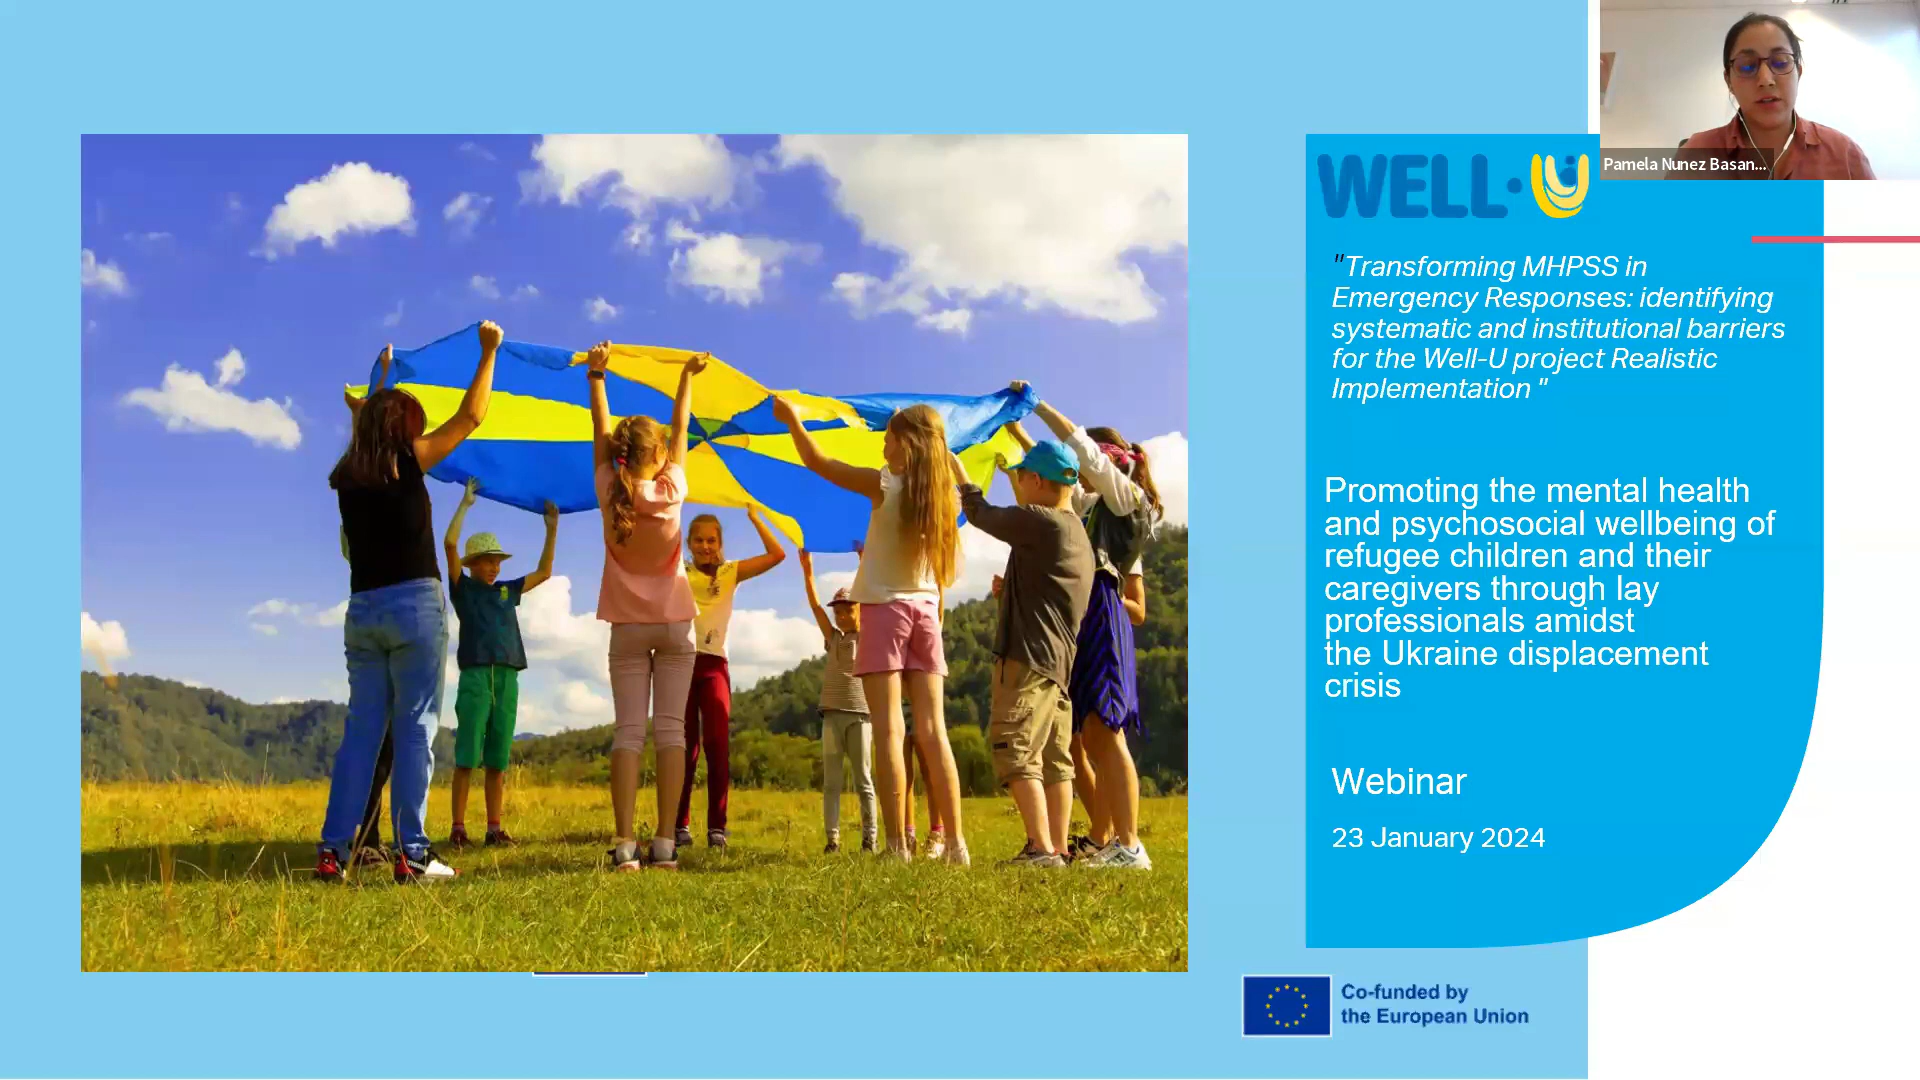 Pamela Nunez Basan...
WELL·U
"Transforming MHPSS in
Emergency Responses: identifying
systematic and institutional barriers
for the Well-U project Realistic
Implementation "
Promoting the mental health
and psychosocial wellbeing of
refugee children and their
caregivers through lay
professionals amidst
the Ukraine displacement
crisis
Webinar
23 January 2024
Co-funded by
the European Union